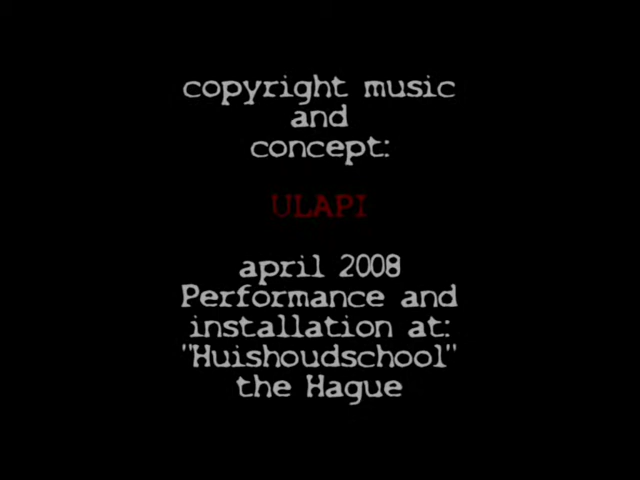 copyright music
and
concept:
ULAPI
april 2008
Performance and
installation at:
"Huishoudschool"
the Hague